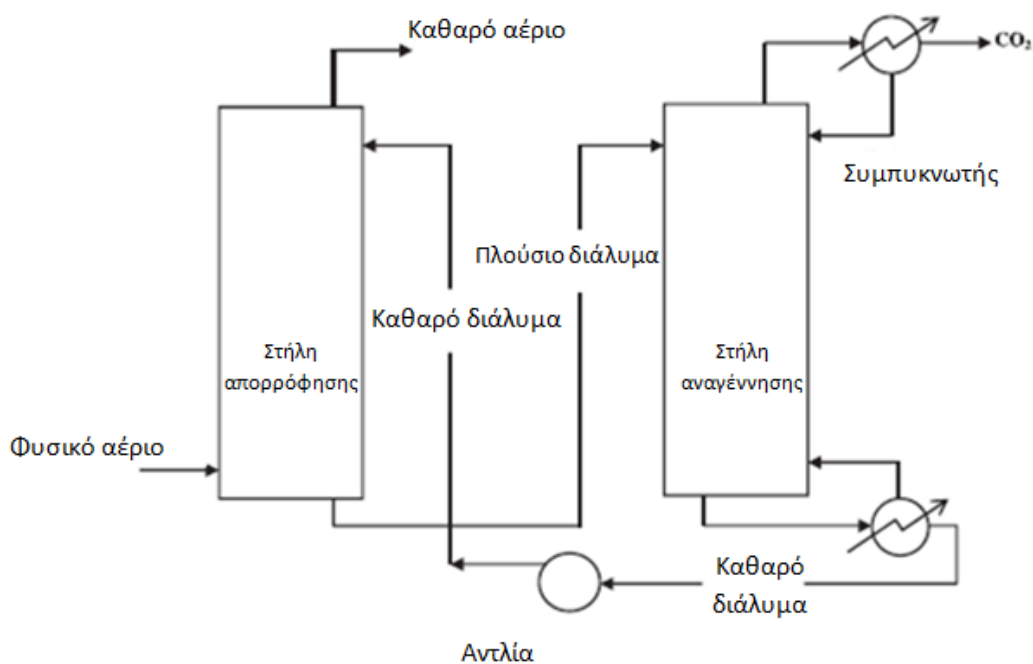 Καθαρό αέριο
CO₂
Συμπυκνωτής
Πλούσιο διάλυμα
Καθαρό διάλυμα
Στήλη
απορρόφησης
Στήλη
αναγέννησης
Φυσικό αέριο
Καθαρό
διάλυμα
Αντλία